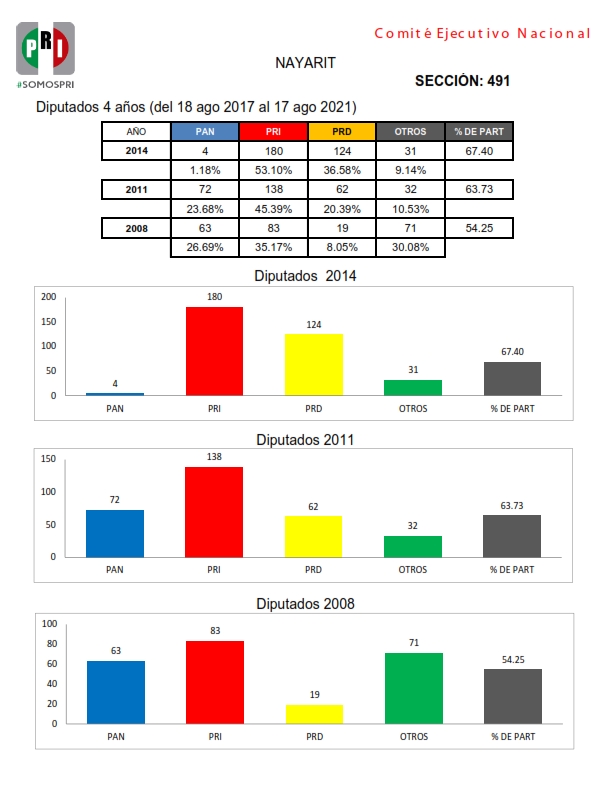 PRI
#SOMOSPRI
Comité Ejecutivo Nacional
NAYARIT
SECCIÓN: 491
Diputados 4 años (del 18 ago 2017 al 17 ago 2021)
AÑO PAN PRI PRD OTROS % DE PART
2014 4 180 124 31 67.40
1.18% 53.10% 36.58% 9.14%
2011 72 138 62 32 63.73
23.68% 45.39% 20.39% 10.53%
2008 63 83 19 71 54.25
26.69% 35.17% 8.05% 30.08%
Diputados 2014
200
150
100
50
0
4 180 124 31 67.40
PAN PRI PRD OTROS % DE PART
Diputados 2011
150
100
50
0
72 138 62 32 63.73
PAN PRI PRD OTROS % DE PART
Diputados 2008
100
80
60
40
20
0
63 83 19 71 54.25
PAN PRI PRD OTROS % DE PART